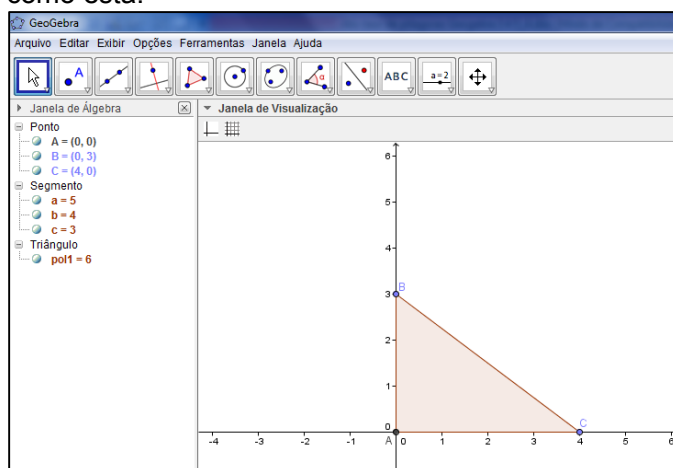 como está:
GeoGebra
Arquivo Editar Exibir Opções Ferramentas Janela Ajuda
A
α
ABC
a=2
Janela de Álgebra
Janela de Visualização
Ponto
A = (0, 0)
B = (0, 3)
C = (4, 0)
Segmento
a = 5
b = 4
c = 3
Triângulo
pol1 = 6
6
5
4
3
B
2
1
0
C
-4 -3 -2 -1 A 0 1 2 3 4 5 6